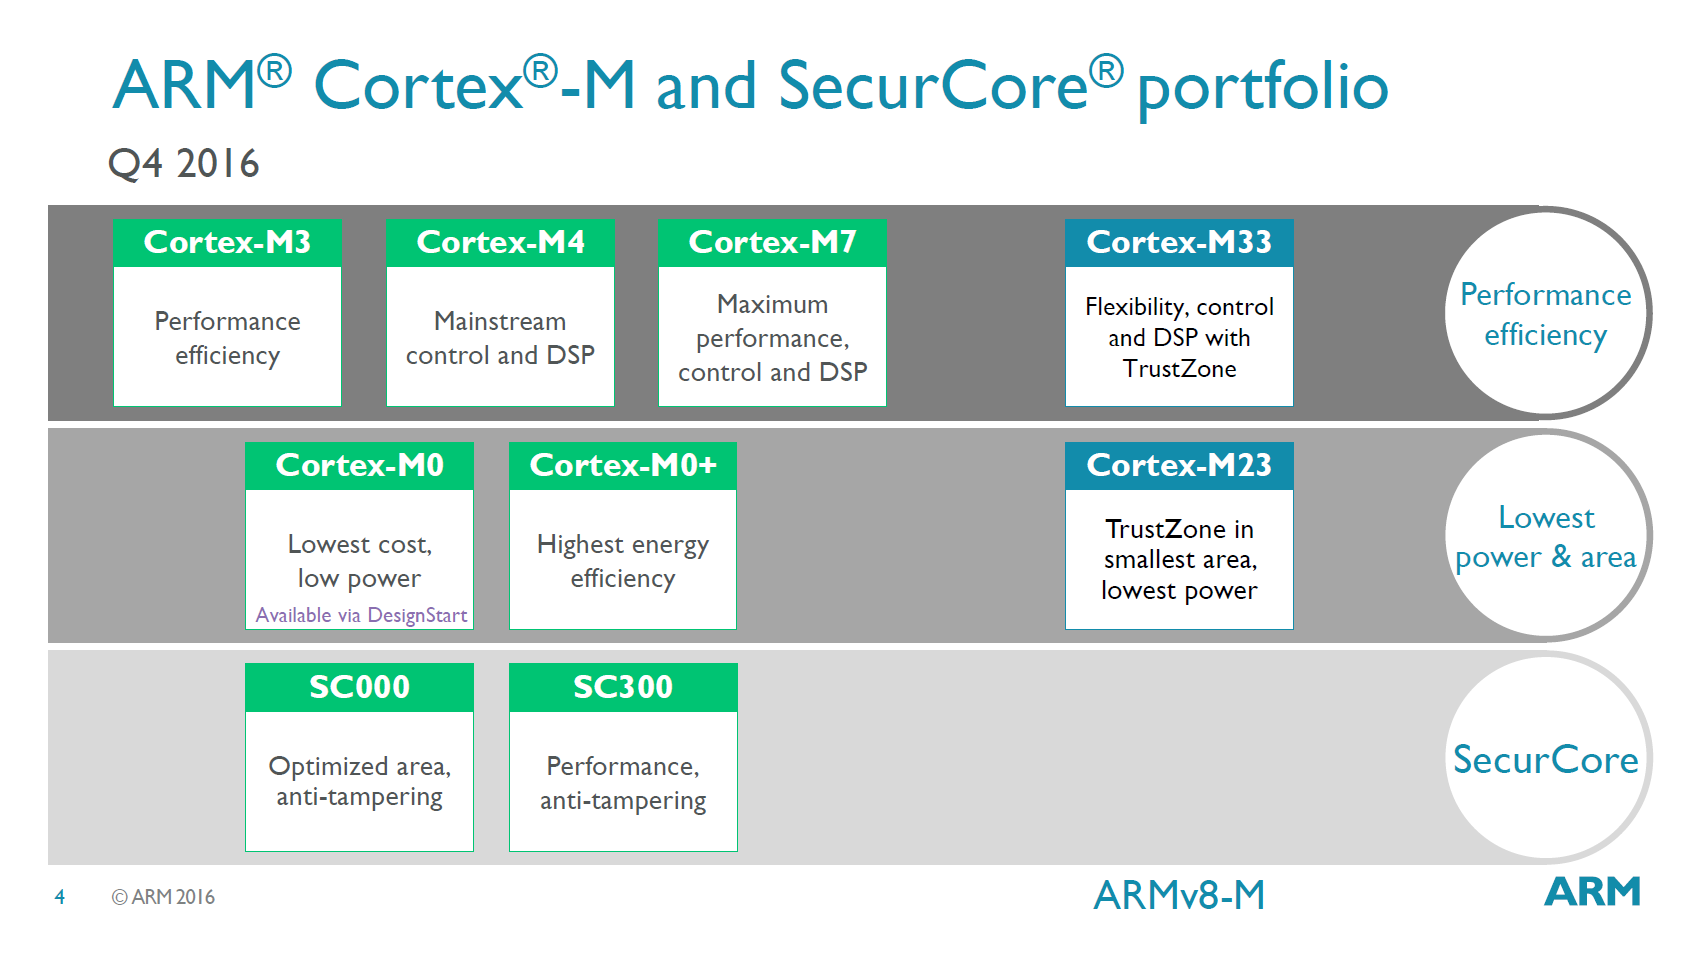 ARM® Cortex®-M and SecurCore® portfolio
Q4 2016
Cortex-M3
Performance
efficiency
Cortex-M4
Mainstream
control and DSP
Cortex-M7
Maximum
performance,
control and DSP
Cortex-M33
Flexibility, control
and DSP with
TrustZone
Performance
efficiency
Cortex-M0
Lowest cost,
low power
Available via DesignStart
Cortex-M0+
Highest energy
efficiency
Cortex-M23
TrustZone in
smallest area,
lowest power
Lowest
power & area
SC000
Optimized area,
anti-tampering
SC300
Performance,
anti-tampering
SecurCore
4
© ARM 2016
ARMv8-M
ARM